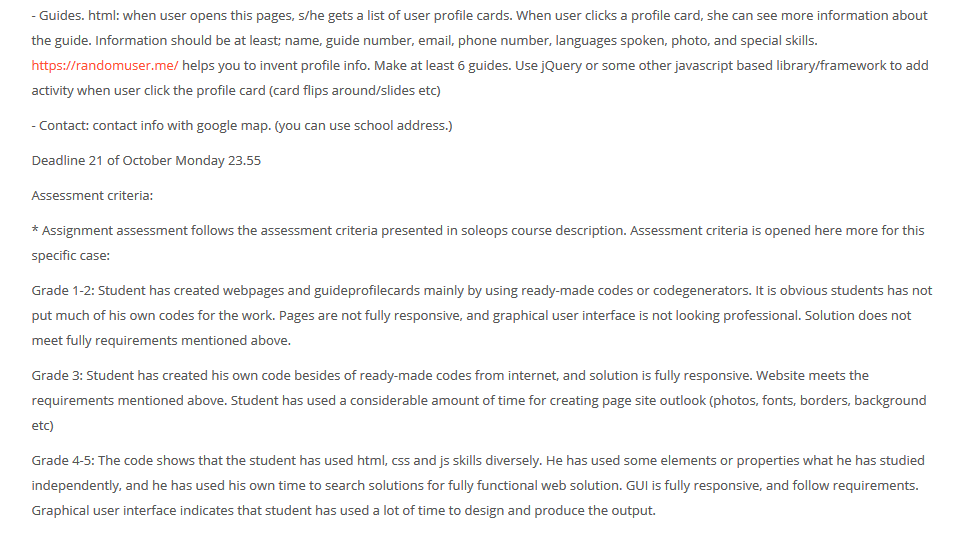 - Guides. html: when user opens this pages, s/he gets a list of user profile cards. When user clicks a profile card, she can see more information about
the guide. Information should be at least; name, guide number, email, phone number, languages spoken, photo, and special skills.
https://randomuser.me/ helps you to invent profile info. Make at least 6 guides. Use jQuery or some other javascript based library/framework to add
activity when user click the profile card (card flips around/slides etc)
- Contact: contact info with google map. (you can use school address.)
Deadline 21 of October Monday 23.55
Assessment criteria:
* Assignment assessment follows the assessment criteria presented in soleops course description. Assessment criteria is opened here more for this
specific case:
Grade 1-2: Student has created webpages and guideprofilecards mainly by using ready-made codes or codegenerators. It is obvious students has not
put much of his own codes for the work. Pages are not fully responsive, and graphical user interface is not looking professional. Solution does not
meet fully requirements mentioned above.
Grade 3: Student has created his own code besides of ready-made codes from internet, and solution is fully responsive. Website meets the
requirements mentioned above. Student has used a considerable amount of time for creating page site outlook (photos, fonts, borders, background
etc)
Grade 4-5: The code shows that the student has used html, css and js skills diversely. He has used some elements or properties what he has studied
independently, and he has used his own time to search solutions for fully functional web solution. GUI is fully responsive, and follow requirements.
Graphical user interface indicates that student has used a lot of time to design and produce the output.